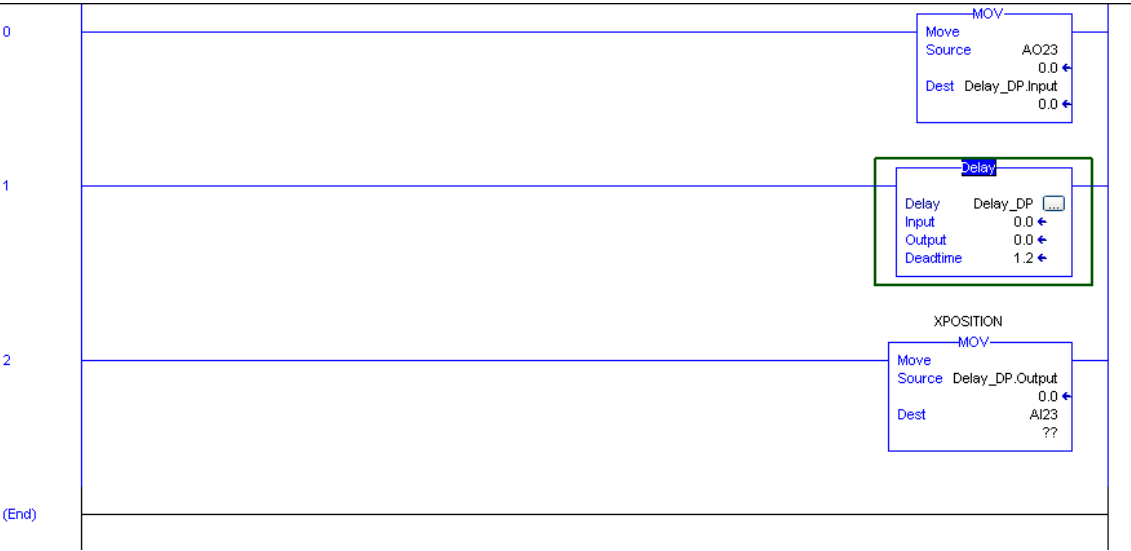 0
MOV
Move
Source AO23
0.0
Dest Delay_DP.Input
0.0
1
Delay
Delay Delay_DP ...
Input 0.0
Output 0.0
Deadtime 1.2
XPOSITION
2
MOV
Move
Source Delay_DP.Output
0.0
Dest AI23
??
(End)